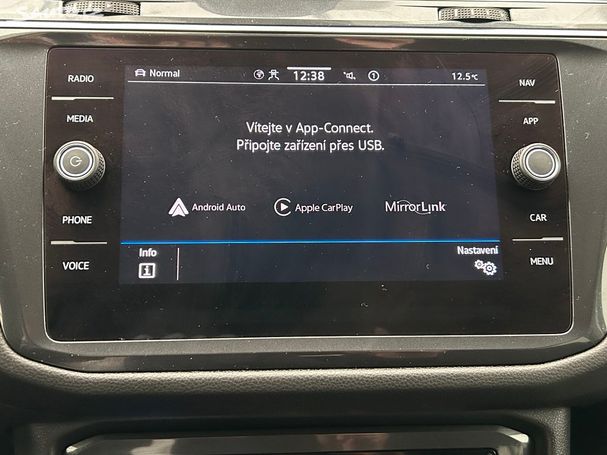 Normal
12:38
1
12.5°C
RADIO
MEDIA
PHONE
VOICE
Vítejte v App-Connect.
Připojte zařízení přes USB.
Android Auto
Apple CarPlay
MirrorLink
Info
Nastavení
NAV
APP
CAR
MENU